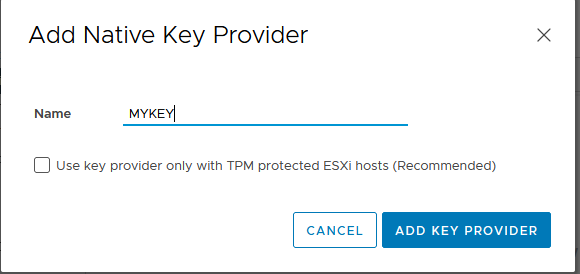 Add Native Key Provider
Name MYKEY
Use key provider only with TPM protected ESXi hosts (Recommended)
CANCEL ADD KEY PROVIDER